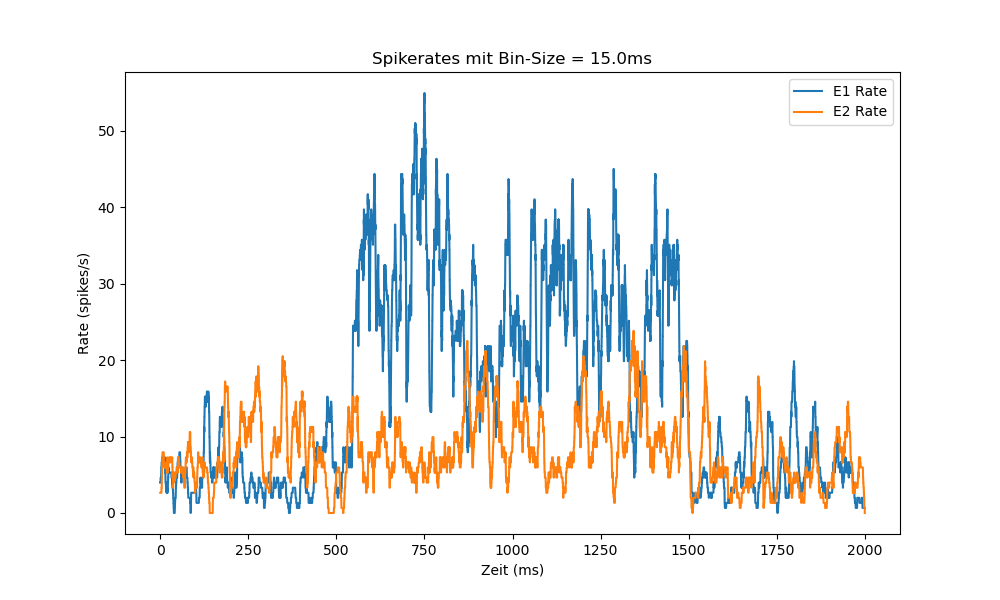 Spikerates mit Bin-Size = 15.0ms
E1 Rate
E2 Rate
Rate (spikes/s)
50
40
30
20
10
0
0 250 500 750 1000 1250 1500 1750 2000
Zeit (ms)